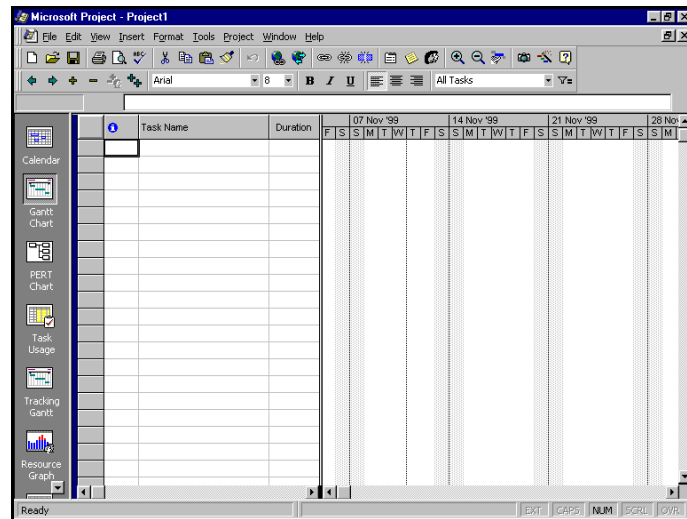 Microsoft Project - Project1
File Edit View Insert Format Tools Project Window Help
Arial 8 B I U All Tasks
Task Name Duration 07 Nov '99 14 Nov '99 21 Nov '99 28 Nov
F S S M T W T F S S M T W T F S S M T W T F S S M
Calendar
Gantt
Chart
PERT
Chart
Task
Usage
Tracking
Gantt
Resource
Graph
Ready EXT CAPS NUM SCRL OVR